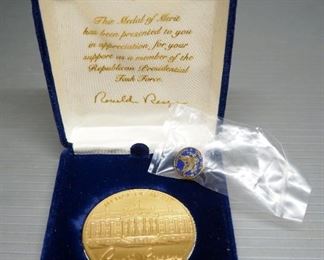 This Medal of Merit
has been presented to you
in appreciation, for your
support as a member of the
Republican Presidential
Task Force.
Ronald Reagan